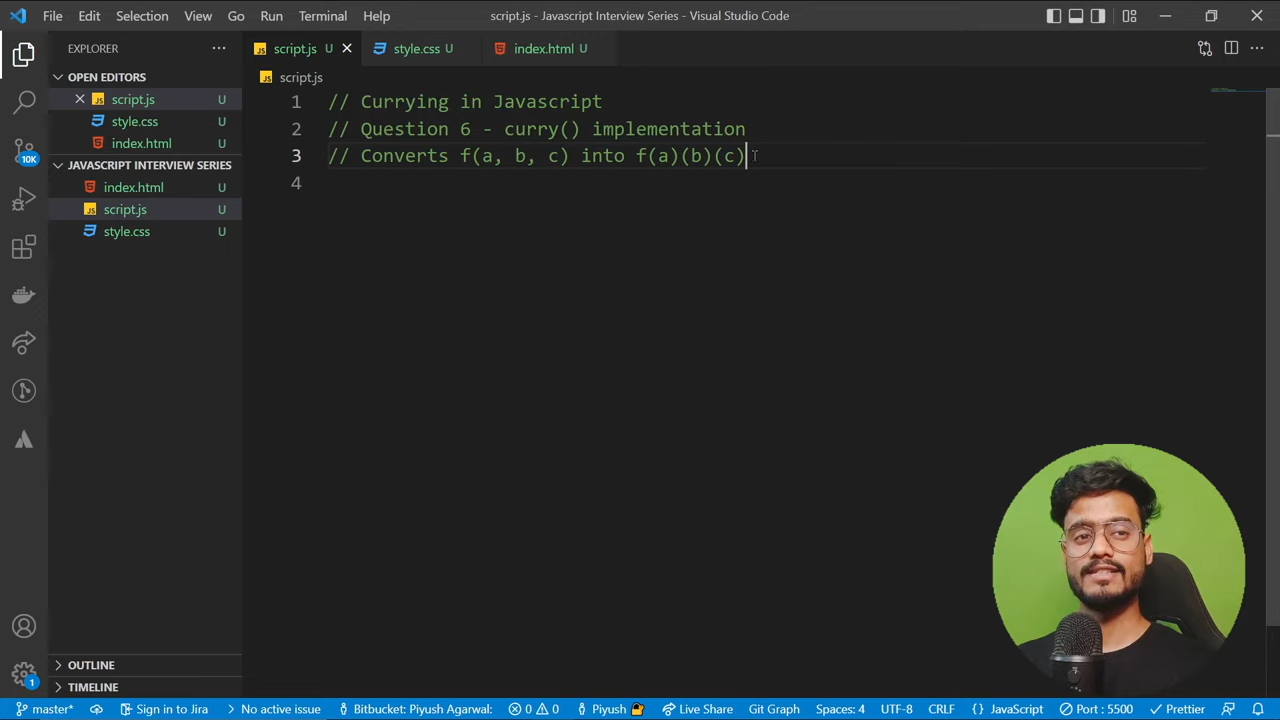 File Edit Selection View Go Run Terminal Help script.js - Javascript Interview Series - Visual Studio Code
EXPLORER
script.js U
style.css U
index.html U
OPEN EDITORS
script.js
script.js U
style.css U
index.html U
JAVASCRIPT INTERVIEW SERIES
index.html U
script.js U
style.css U
1 // Currying in Javascript
2 // Question 6 - curry() implementation
3 // Converts f(a, b, c) into f(a)(b)(c)
4
10K
OUTLINE
TIMELINE
1
master* Sign in to Jira No active issue Bitbucket: Piyush Agarwal: 0 0 Piyush Live Share Git Graph Spaces: 4 UTF-8 CRLF {} JavaScript Port : 5500 Prettier